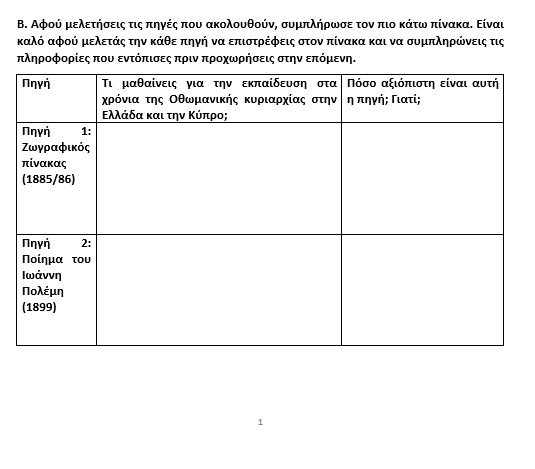 Β. Αφού μελετήσεις τις πηγές που ακολουθούν, συμπλήρωσε τον πιο κάτω πίνακα. Είναι
καλό αφού μελετάς την κάθε πηγή να επιστρέφεις στον πίνακα και να συμπληρώνεις τις
πληροφορίες που εντόπισες πριν προχωρήσεις στην επόμενη.
Πηγή
Τι μαθαίνεις για την εκπαίδευση στα
χρόνια της Οθωμανικής κυριαρχίας στην
Ελλάδα και την Κύπρο;
Πόσο αξιόπιστη είναι αυτή
η πηγή; Γιατί;
Πηγή 1:
Ζωγραφικός
πίνακας
(1885/86)
Πηγή 2:
Ποίημα του
Ιωάννη
Πολέμη
(1899)
1